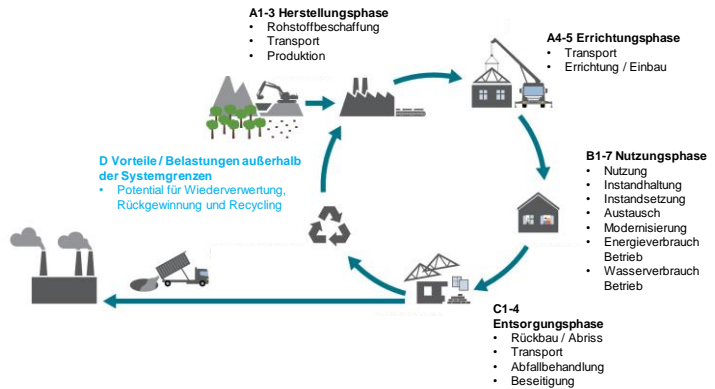 A1-3 Herstellungsphase
• Rohstoffbeschaffung
• Transport
• Produktion
A4-5 Errichtungsphase
• Transport
• Errichtung / Einbau
B1-7 Nutzungsphase
• Nutzung
• Instandhaltung
• Instandsetzung
• Austausch
• Modernisierung
• Energieverbrauch
Betrieb
• Wasserverbrauch
Betrieb
D Vorteile / Belastungen außerhalb
der Systemgrenzen
• Potential für Wiederverwertung,
Rückgewinnung und Recycling
C1-4
Entsorgungsphase
• Rückbau / Abriss
• Transport
• Abfallbehandlung
• Beseitigung